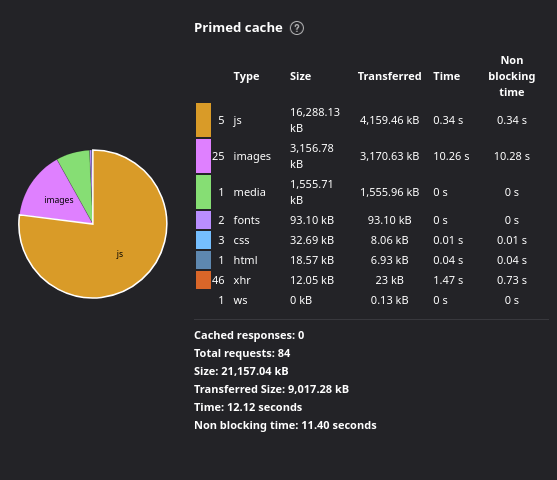 Primed cache ?
Type Size Transferred Time Non blocking time
5 js 16,288.13 kB 4,159.46 kB 0.34 s 0.34 s
25 images 3,156.78 kB 3,170.63 kB 10.26 s 10.28 s
1 media 1,555.71 kB 1,555.96 kB 0 s 0 s
2 fonts 93.10 kB 93.10 kB 0 s 0 s
3 css 32.69 kB 8.06 kB 0.01 s 0.01 s
1 html 18.57 kB 6.93 kB 0.04 s 0.04 s
46 xhr 12.05 kB 23 kB 1.47 s 0.73 s
1 ws 0 kB 0.13 kB 0 s 0 s
images
js
Cached responses: 0
Total requests: 84
Size: 21,157.04 kB
Transferred Size: 9,017.28 kB
Time: 12.12 seconds
Non blocking time: 11.40 seconds